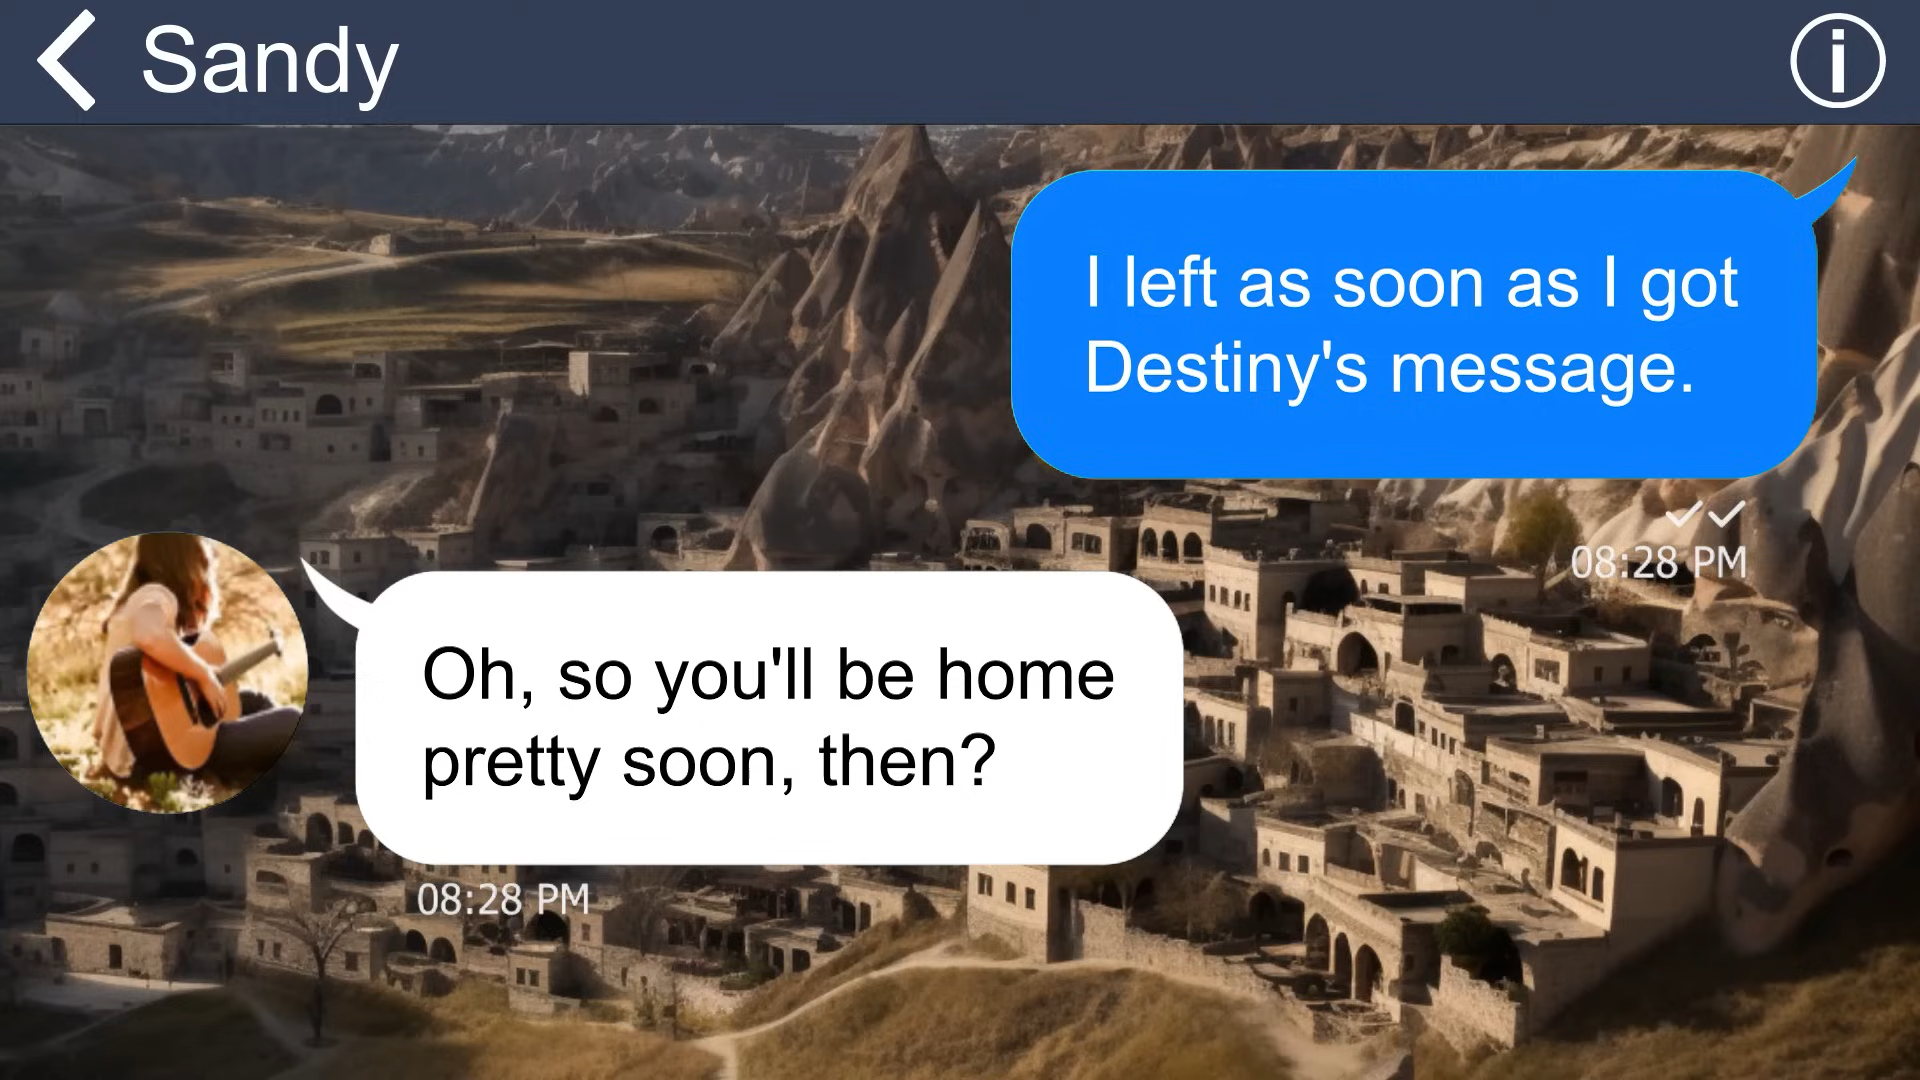 Sandy
I left as soon as I got
Destiny's message.
08:28 PM
Oh, so you'll be home
pretty soon, then?
08:28 PM